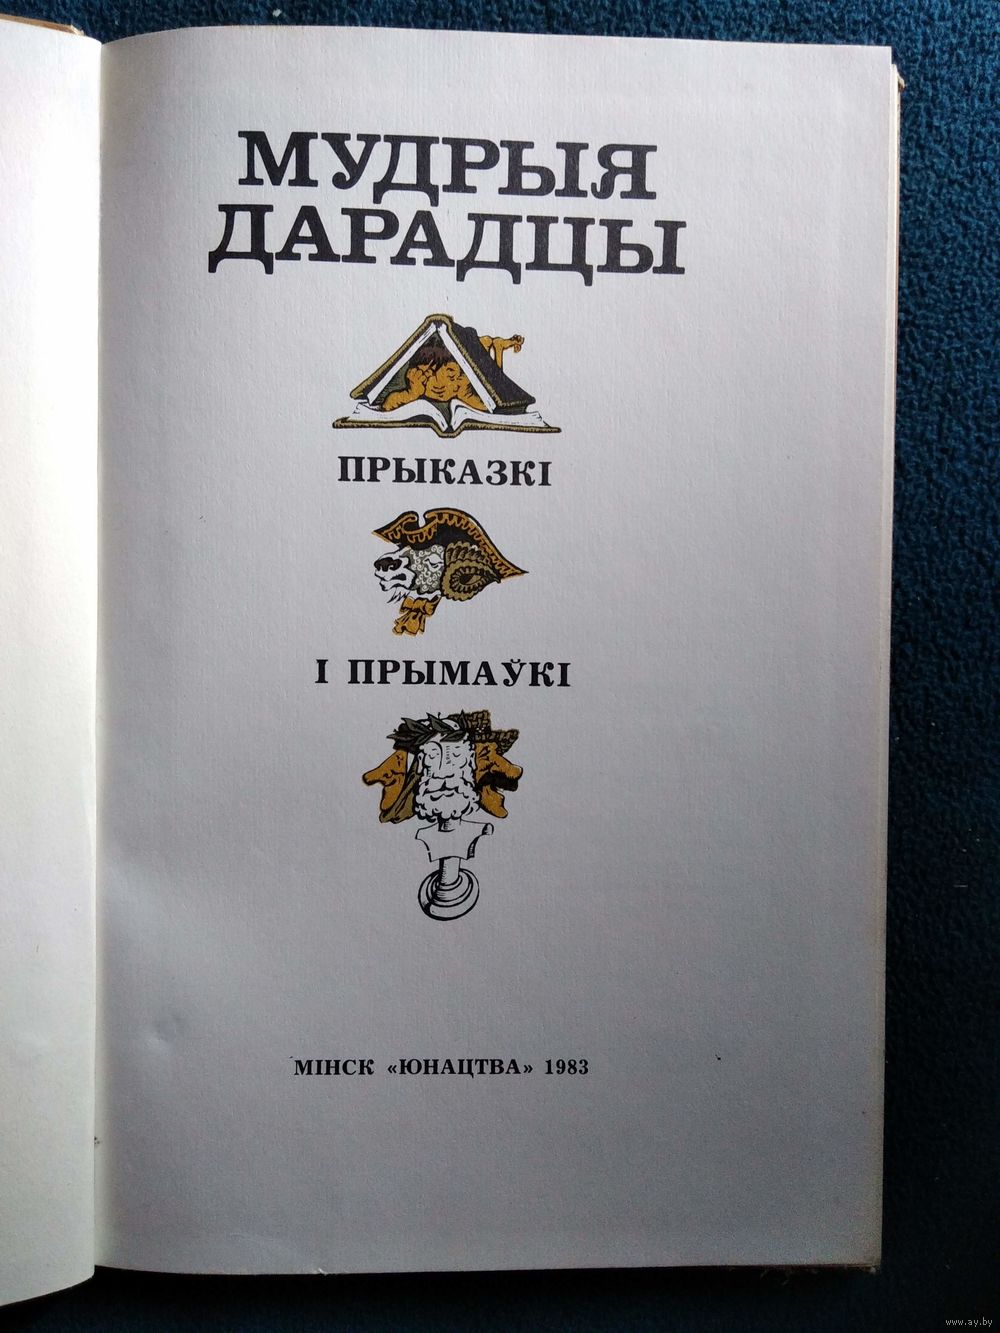 МУДРЫЯ
ДАРАДЦЫ
ПРЫКАЗКІ
І ПРЫМАЎКІ
МІНСК «ЮНАЦТВА» 1983
www.ay.by